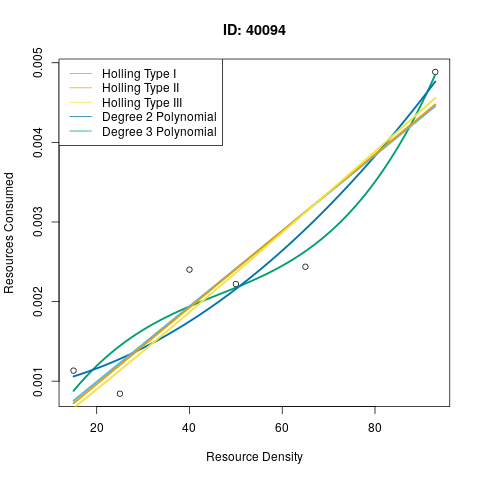 ID: 40094
Holling Type I
Holling Type II
Holling Type III
Degree 2 Polynomial
Degree 3 Polynomial
0.005
0.004
0.003
0.002
0.001
Resources Consumed
20 40 60 80
Resource Density